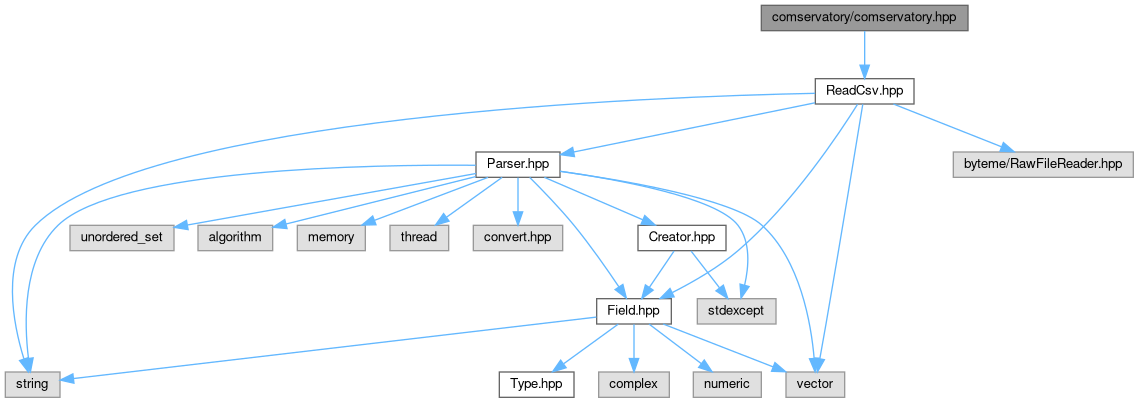 comservatory/comservatory.hpp
ReadCsv.hpp
Parser.hpp
byteme/RawFileReader.hpp
unordered_set
algorithm
memory
thread
convert.hpp
Creator.hpp
Field.hpp
stdexcept
string
Type.hpp
complex
numeric
vector